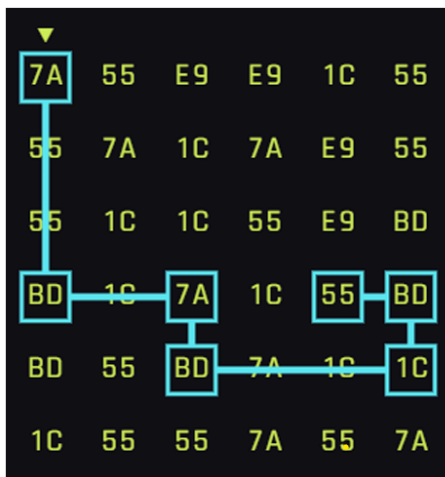 7A 55 E9 E9 1C 55
55 7A 1C 7A E9 55
55 1C 1C 55 E9 BD
BD 1C 7A 1C 55 BD
BD 55 BD 7A 1C 1C
1C 55 55 7A 55 7A